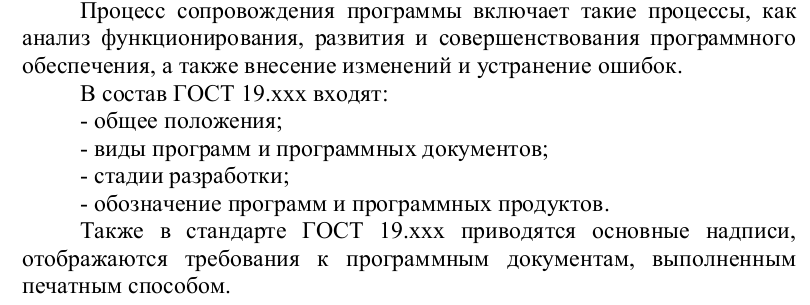 Процесс сопровождения программы включает такие процессы, как
анализ функционирования, развития и совершенствования программного
обеспечения, а также внесение изменений и устранение ошибок.
В состав ГОСТ 19.xxx входят:
- общее положения;
- виды программ и программных документов;
- стадии разработки;
- обозначение программ и программных продуктов.
Также в стандарте ГОСТ 19.xxx приводятся основные надписи,
отображаются требования к программным документам, выполненным
печатным способом.